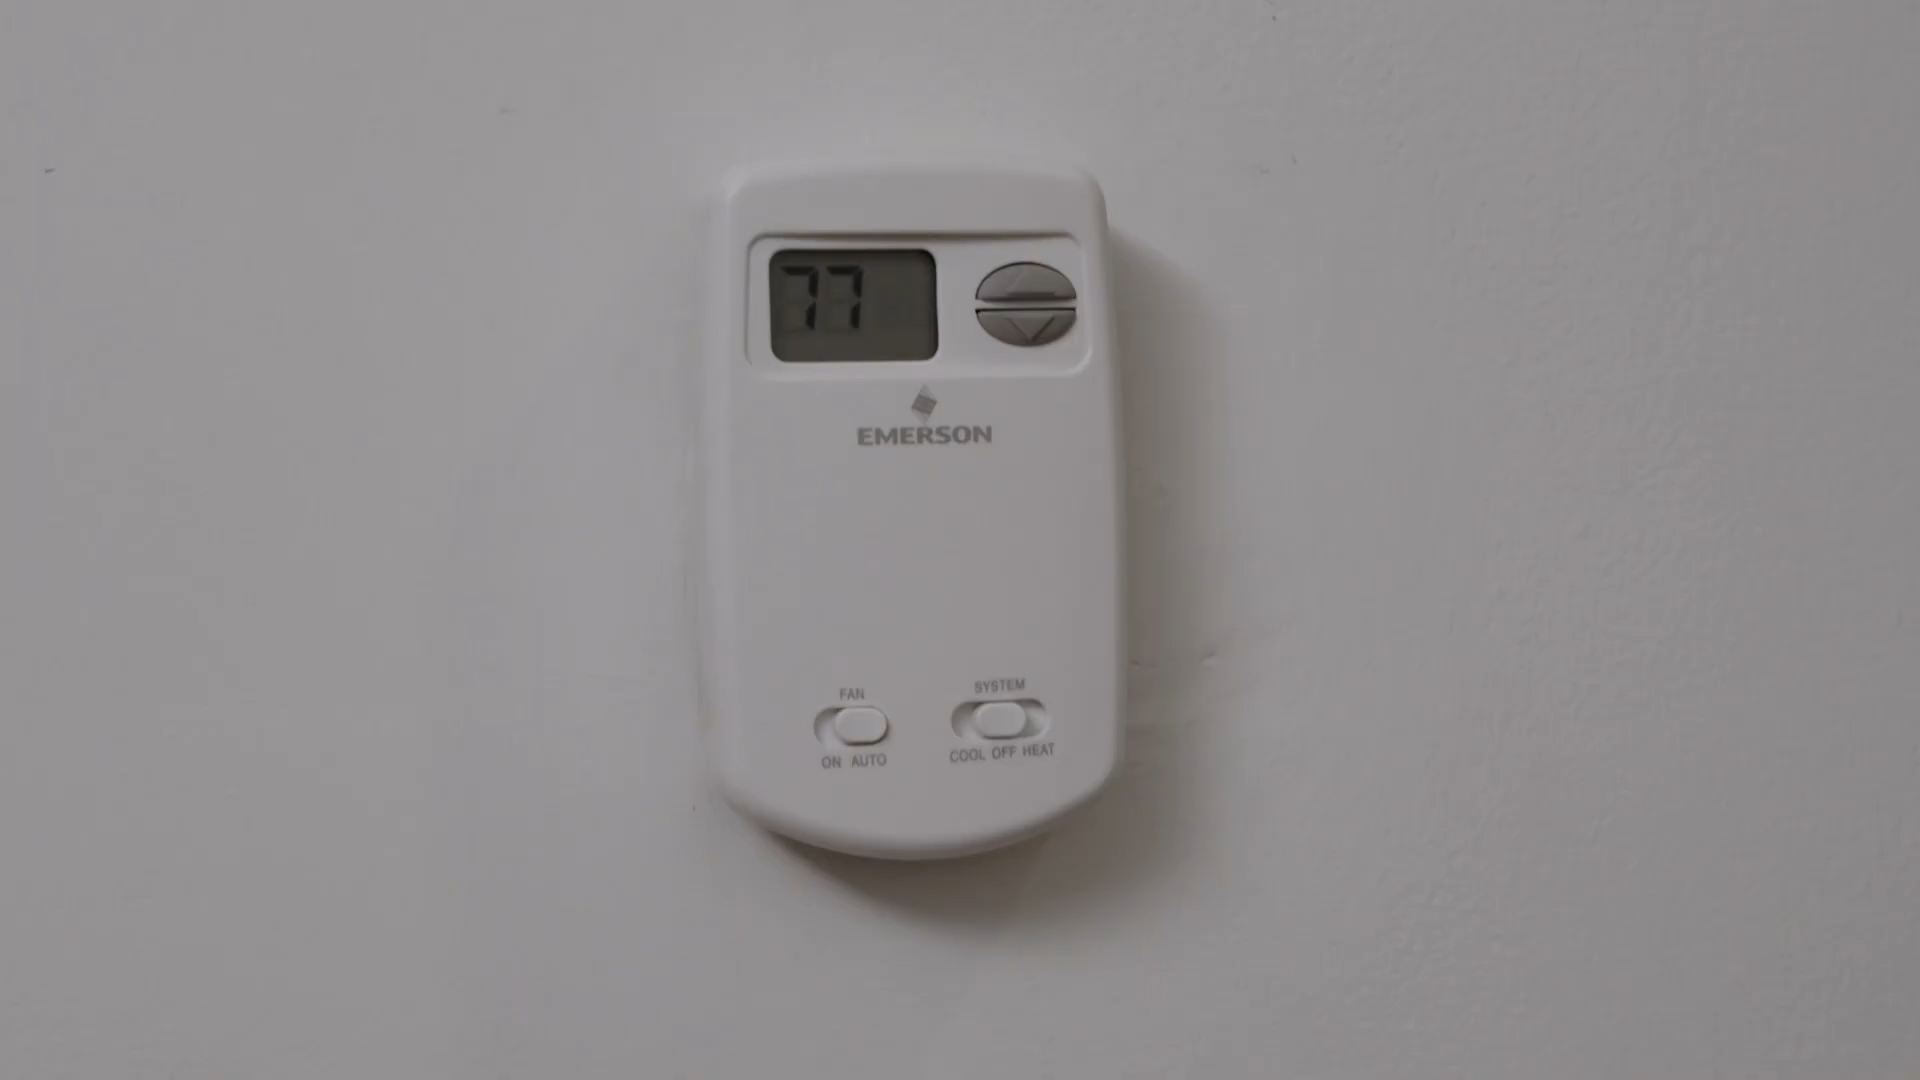 77
EMERSON
FAN
SYSTEM
ON AUTO
COOL OFF HEAT